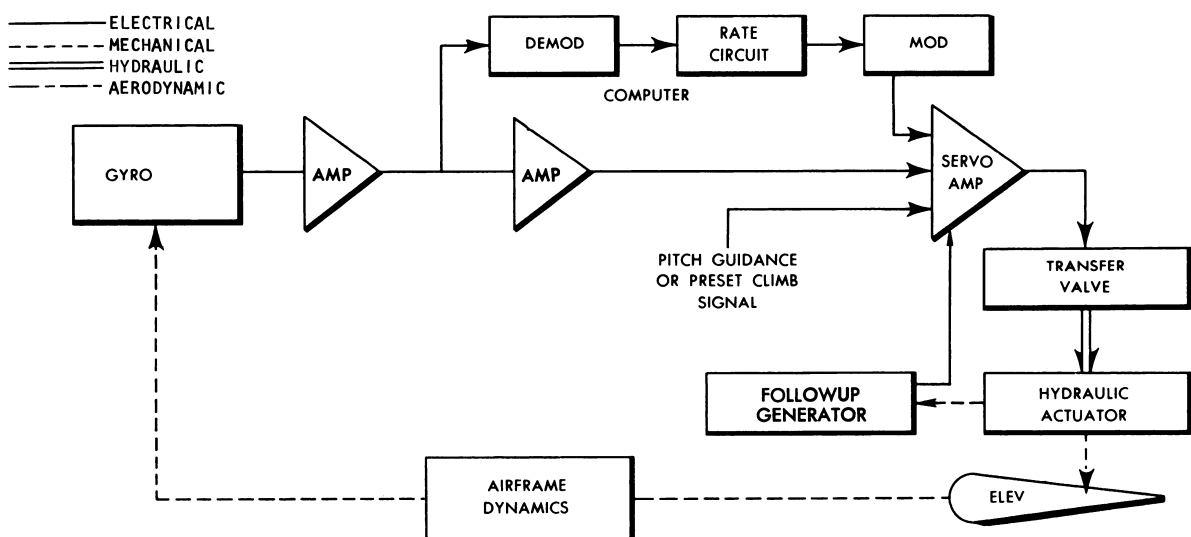 ELECTRICAL
MECHANICAL
HYDRAULIC
AERODYNAMIC
DEMOD
RATE
CIRCUIT
MOD
COMPUTER
GYRO
AMP
AMP
SERVO
AMP
PITCH GUIDANCE
OR PRESET CLIMB
SIGNAL
TRANSFER
VALVE
FOLLOWUP
GENERATOR
HYDRAULIC
ACTUATOR
AIRFRAME
DYNAMICS
ELEV